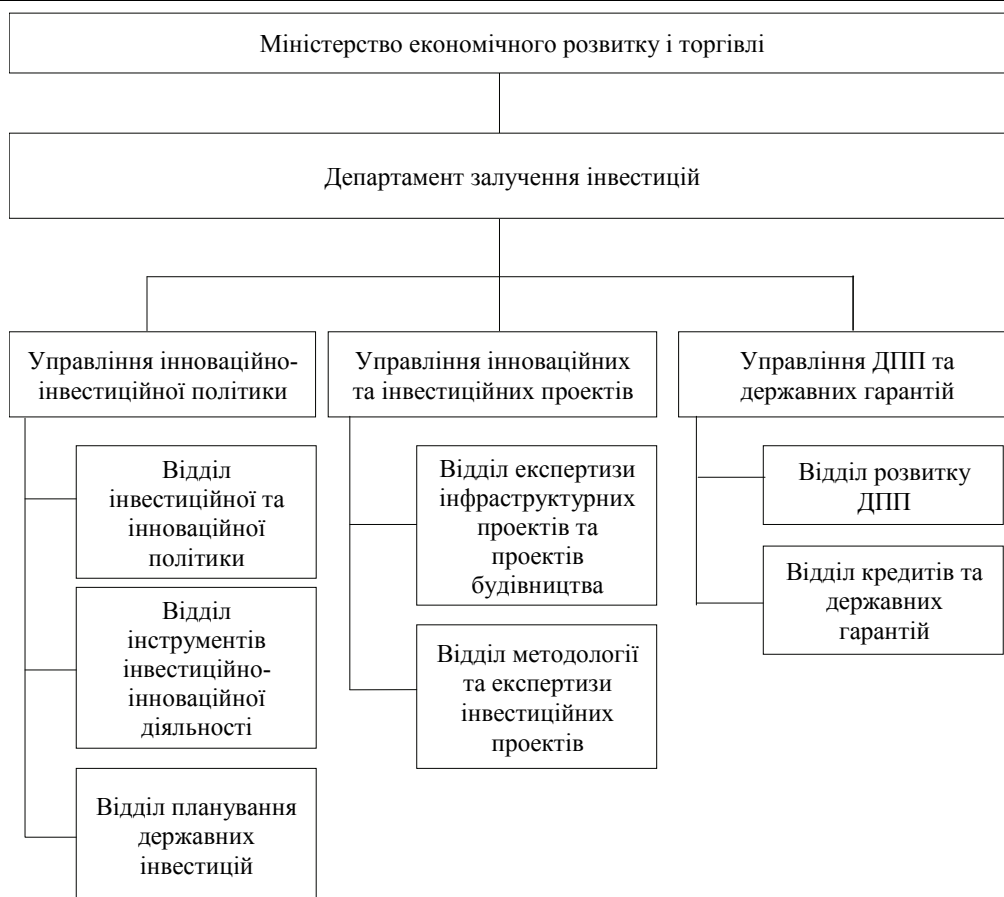 Міністерство економічного розвитку і торгівлі
Департамент залучення інвестицій
Управління інноваційно-
інвестиційної політики
Відділ
інвестиційної та
інноваційної
політики
Відділ
інструментів
інвестиційно-
інноваційної
діяльності
Відділ планування
державних
інвестицій
Управління інноваційних
та інвестиційних проектів
Відділ експертизи
інфраструктурних
проектів та
проектів
будівництва
Відділ методології
та експертизи
інвестиційних
проектів
Управління ДПП та
державних гарантій
Відділ розвитку
ДПП
Відділ кредитів та
державних
гарантій